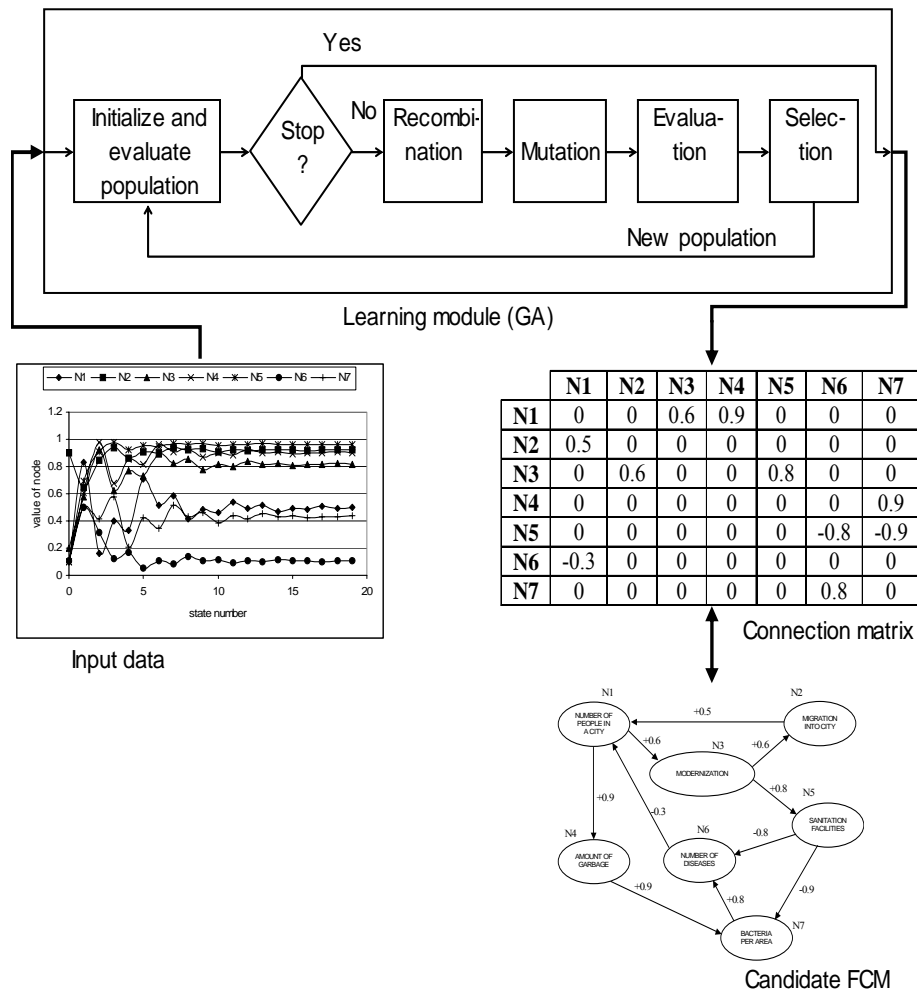 Yes
Initialize and
evaluate
population
Stop
?
No
Recombi-
nation
Mutation
Evalua-
tion
Selec-
tion
New population
Learning module (GA)
N1 N2 N3 N4 N5 N6 N7
1.2
1
0.8
0.6
0.4
0.2
0
value of node
0 5 10 15 20
state number
Input data
N1 N2 N3 N4 N5 N6 N7
N1 0 0 0.6 0.9 0 0 0
N2 0.5 0 0 0 0 0 0
N3 0 0.6 0 0 0.8 0 0
N4 0 0 0 0 0 0 0.9
N5 0 0 0 0 0 -0.8 -0.9
N6 -0.3 0 0 0 0 0 0
N7 0 0 0 0 0 0.8 0
Connection matrix
N1
NUMBER OF
PEOPLE IN
A CITY
+0.5
N2
MIGRATION
INTO CITY
+0.6
N3
MODERNIZATION
+0.6
+0.8
N5
SANITATION
FACILITIES
+0.9
-0.3
N4
AMOUNT OF
GARBAGE
N6
NUMBER OF
DISEASES
-0.8
-0.9
+0.9
+0.8
N7
BACTERIA
PER AREA
Candidate FCM